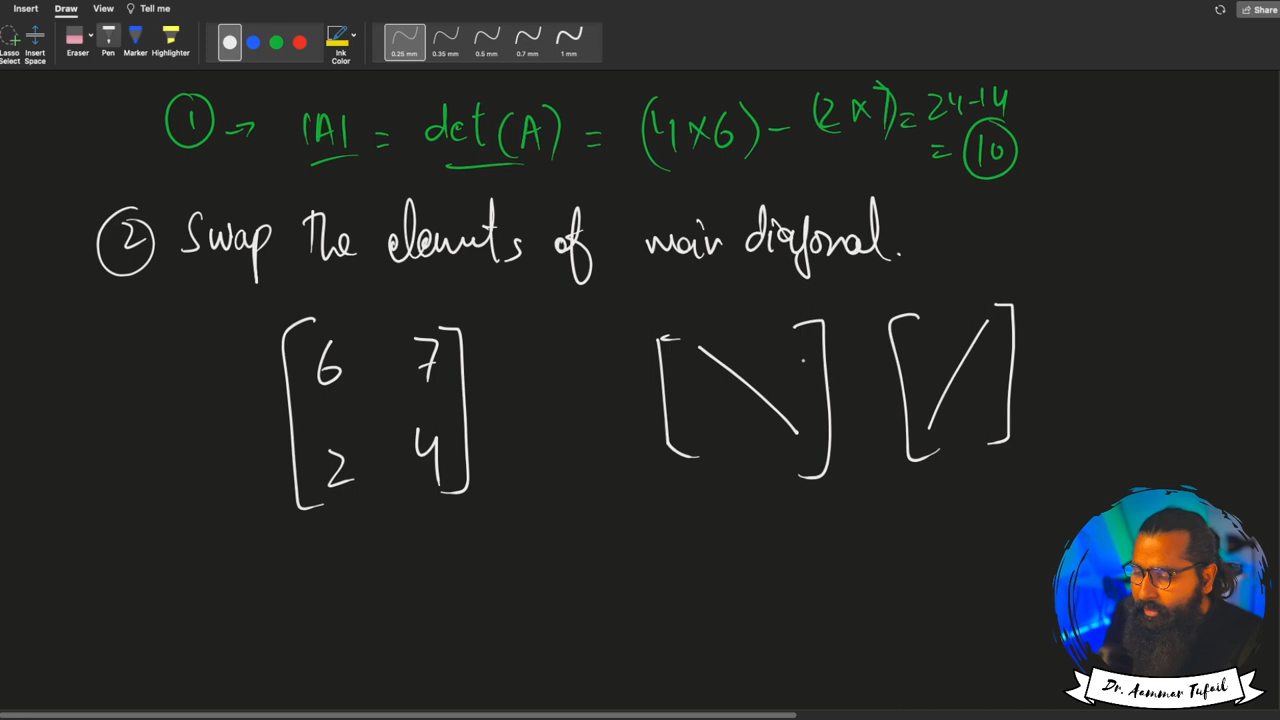 Insert Draw View Tell me Share
Lasso Select Insert Space Eraser Pen Marker Highlighter Ink Color 0.25 mm 0.35 mm 0.5 mm 0.7 mm 1 mm
① → |A| = det(A) = (4×6) - (2×7) = 24-14
= 10
② Swap the elements of main diagonal.
6 7
2 4
Dr. Aammar Tufail